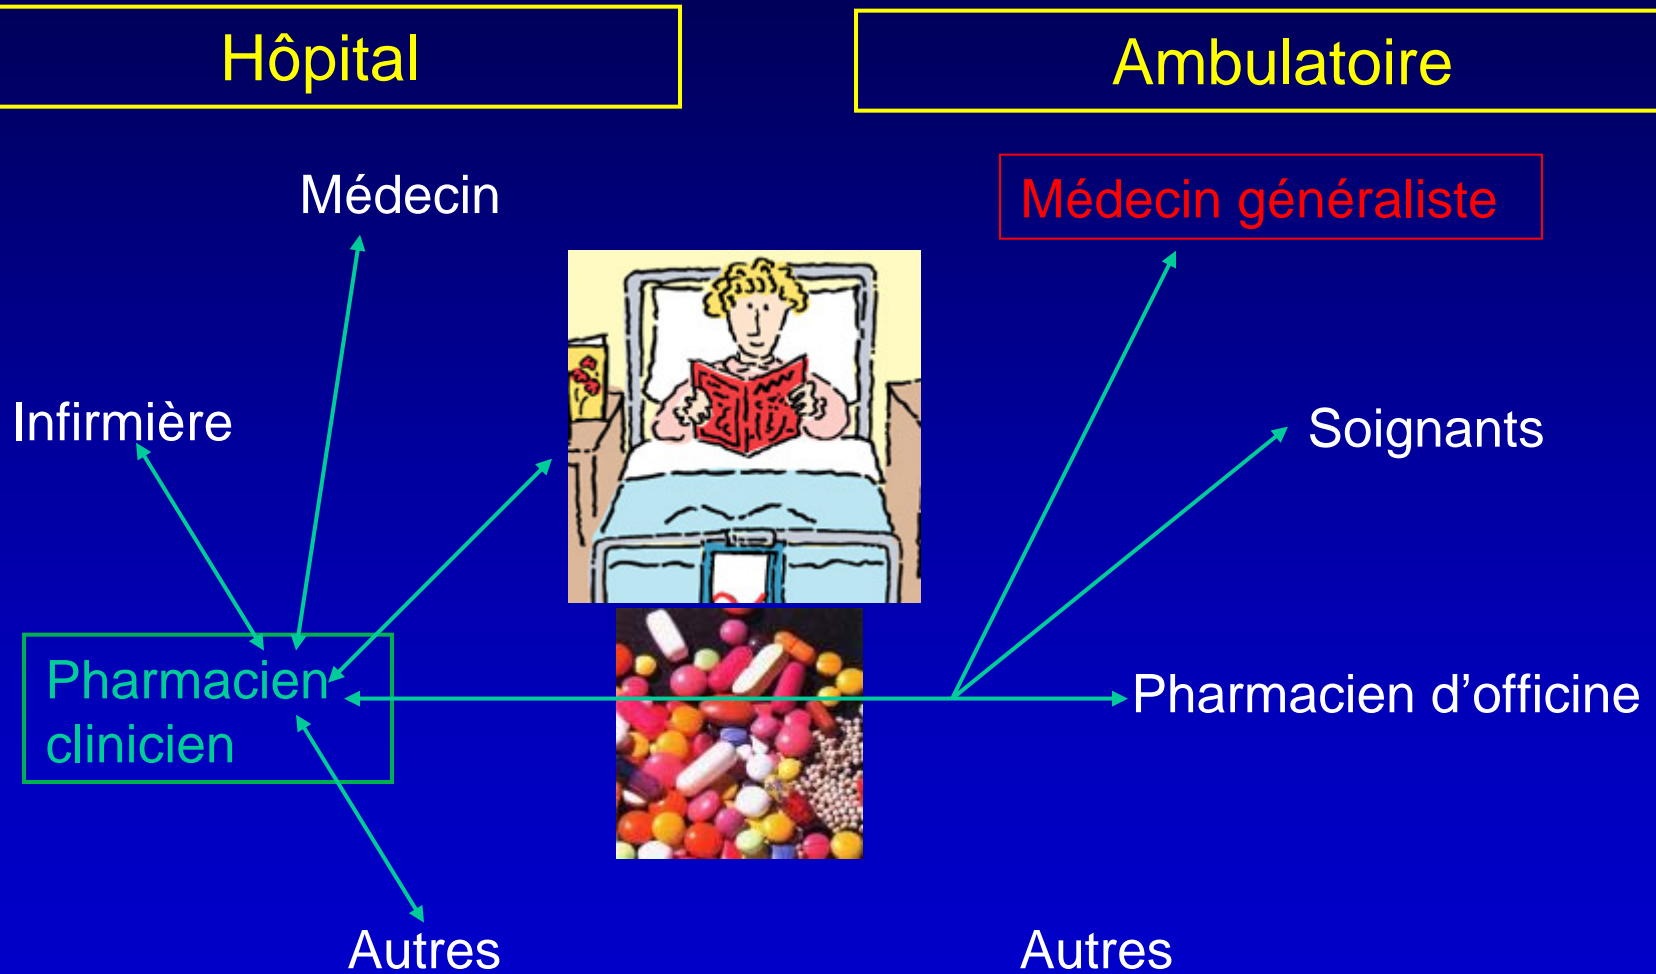 Hôpital
Ambulatoire
Médecin
Médecin généraliste
Infirmière
Soignants
Pharmacien
clinicien
Pharmacien d’officine
Autres
Autres